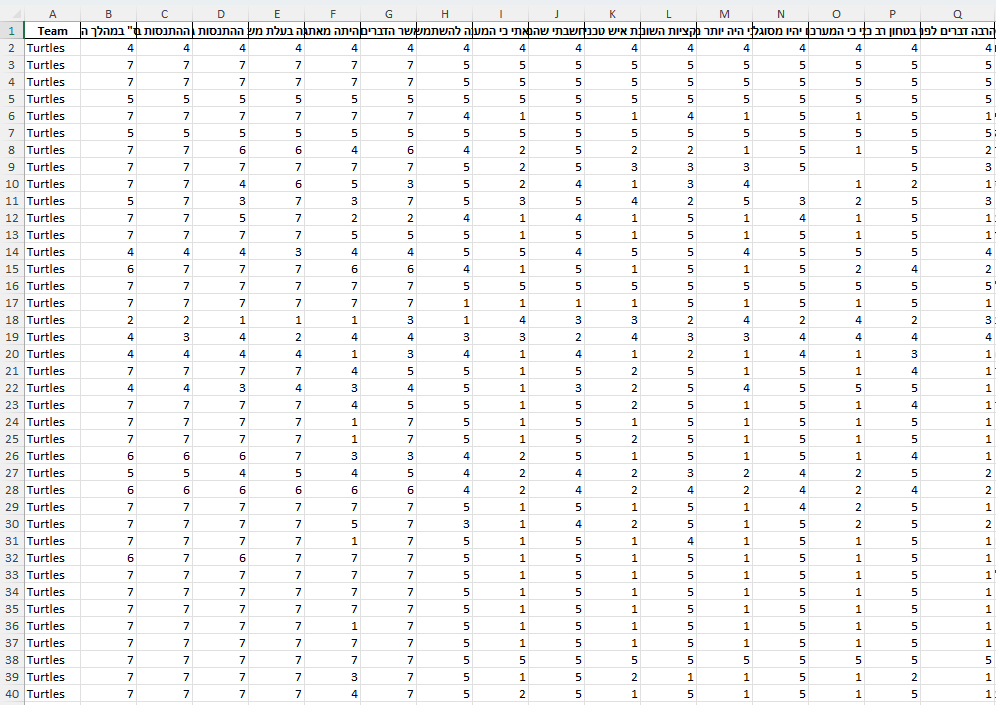 A B C D E F G H I J K L M N O P Q
1 Team במהלך ההתנסות ההתנסות בעלת היתה הדברים להשתמש כי חשבתי איש טכני היה יותר יהיו כי בטחון רב הרבה דברים
2 Turtles 4 4 4 4 4 4 4 4 4 4 4 4 4 4 4 4
3 Turtles 7 7 7 7 7 7 5 5 5 5 5 5 5 5 5 5
4 Turtles 7 7 7 7 7 7 5 5 5 5 5 5 5 5 5 5
5 Turtles 5 5 5 5 5 5 5 5 5 5 5 5 5 5 5 5
6 Turtles 7 7 7 7 7 7 4 1 5 1 4 1 5 1 5 1
7 Turtles 5 5 5 5 5 5 5 5 5 5 5 5 5 5 5 5
8 Turtles 7 7 6 6 4 6 4 2 5 2 2 1 5 1 5 2
9 Turtles 7 7 7 7 7 7 5 2 5 3 3 3 5 5 3
10 Turtles 7 7 4 6 5 3 5 2 4 1 3 4 1 2 1
11 Turtles 5 7 3 7 3 7 5 3 5 4 2 5 3 2 5 3
12 Turtles 7 7 5 7 2 2 4 1 4 1 5 1 4 1 5 1
13 Turtles 7 7 7 7 5 5 5 1 5 1 5 1 5 1 5 1
14 Turtles 4 4 4 3 4 4 5 5 4 5 5 4 5 5 5 4
15 Turtles 6 7 7 7 6 6 4 1 5 1 5 1 5 2 4 2
16 Turtles 7 7 7 7 7 7 5 5 5 5 5 5 5 5 5 5
17 Turtles 7 7 7 7 7 7 1 1 1 1 5 1 5 1 5 1
18 Turtles 2 2 1 1 1 3 1 4 3 3 2 4 2 4 2 3
19 Turtles 4 3 4 2 4 4 3 3 2 4 3 3 4 4 4 4
20 Turtles 4 4 4 4 1 3 4 1 4 1 2 1 4 1 3 1
21 Turtles 7 7 7 7 4 5 5 1 5 2 5 1 5 1 4 1
22 Turtles 4 4 3 4 3 4 5 1 3 2 5 4 5 5 5 1
23 Turtles 7 7 7 7 4 5 5 1 5 2 5 1 5 1 4 1
24 Turtles 7 7 7 7 1 7 5 1 5 1 5 1 5 1 5 1
25 Turtles 7 7 7 7 1 7 5 1 5 2 5 1 5 1 5 1
26 Turtles 6 6 6 7 3 3 4 2 5 1 5 1 5 1 4 1
27 Turtles 5 5 4 5 4 5 4 2 4 2 3 2 4 2 5 2
28 Turtles 6 6 6 6 6 6 4 2 4 2 4 2 4 2 4 2
29 Turtles 7 7 7 7 7 7 5 1 5 1 5 1 4 2 5 1
30 Turtles 7 7 7 7 5 7 3 1 4 2 5 1 5 2 5 2
31 Turtles 7 7 7 7 1 7 5 1 5 1 4 1 5 1 5 1
32 Turtles 6 7 6 7 7 7 5 1 5 1 5 1 5 1 5 1
33 Turtles 7 7 7 7 7 7 5 1 5 1 5 1 5 1 5 1
34 Turtles 7 7 7 7 7 7 5 1 5 1 5 1 5 1 5 1
35 Turtles 7 7 7 7 7 7 5 1 5 1 5 1 5 1 5 1
36 Turtles 7 7 7 7 1 7 5 1 5 1 5 1 5 1 5 1
37 Turtles 7 7 7 7 7 7 5 1 5 1 5 1 5 1 5 1
38 Turtles 7 7 7 7 7 7 5 5 5 5 5 5 5 5 5 5
39 Turtles 7 7 7 7 3 7 5 1 5 2 1 1 5 1 2 1
40 Turtles 7 7 7 7 4 7 5 2 5 1 5 1 5 1 5 1